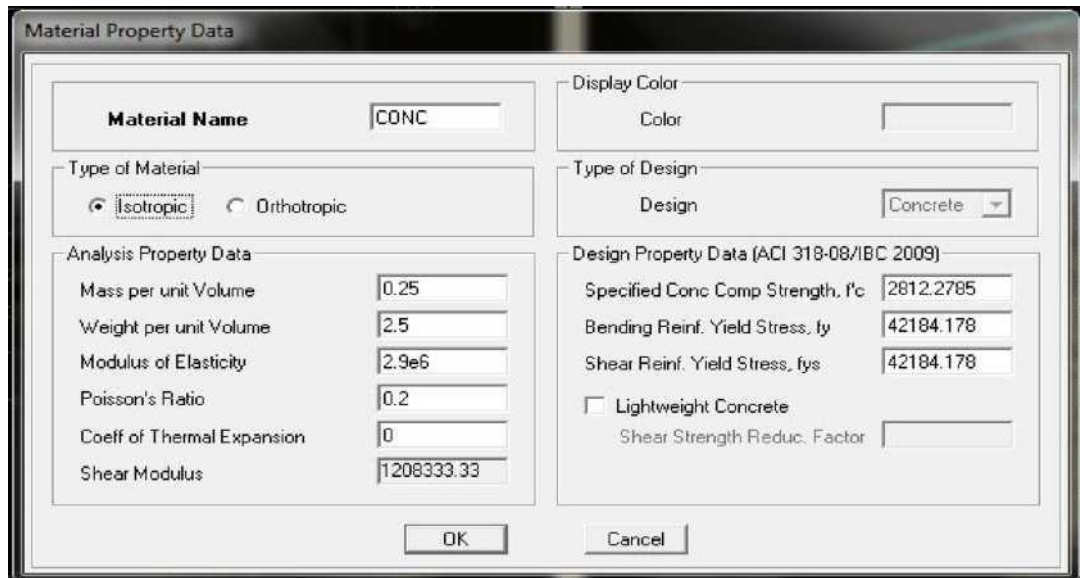 Material Property Data
Material Name CONC
Display Color
Color
Type of Material
Isotropic Orthotropic
Type of Design
Design Concrete
Analysis Property Data
Mass per unit Volume 0.25
Weight per unit Volume 2.5
Modulus of Elasticity 2.9e6
Poisson's Ratio 0.2
Coeff of Thermal Expansion 0
Shear Modulus 1208333.33
Design Property Data (ACI 318-08/IBC 2009)
Specified Conc Comp Strength, f'c 2812.2785
Bending Reinf. Yield Stress, fy 42184.178
Shear Reinf. Yield Stress, fys 42184.178
Lightweight Concrete
Shear Strength Reduc. Factor
OK Cancel